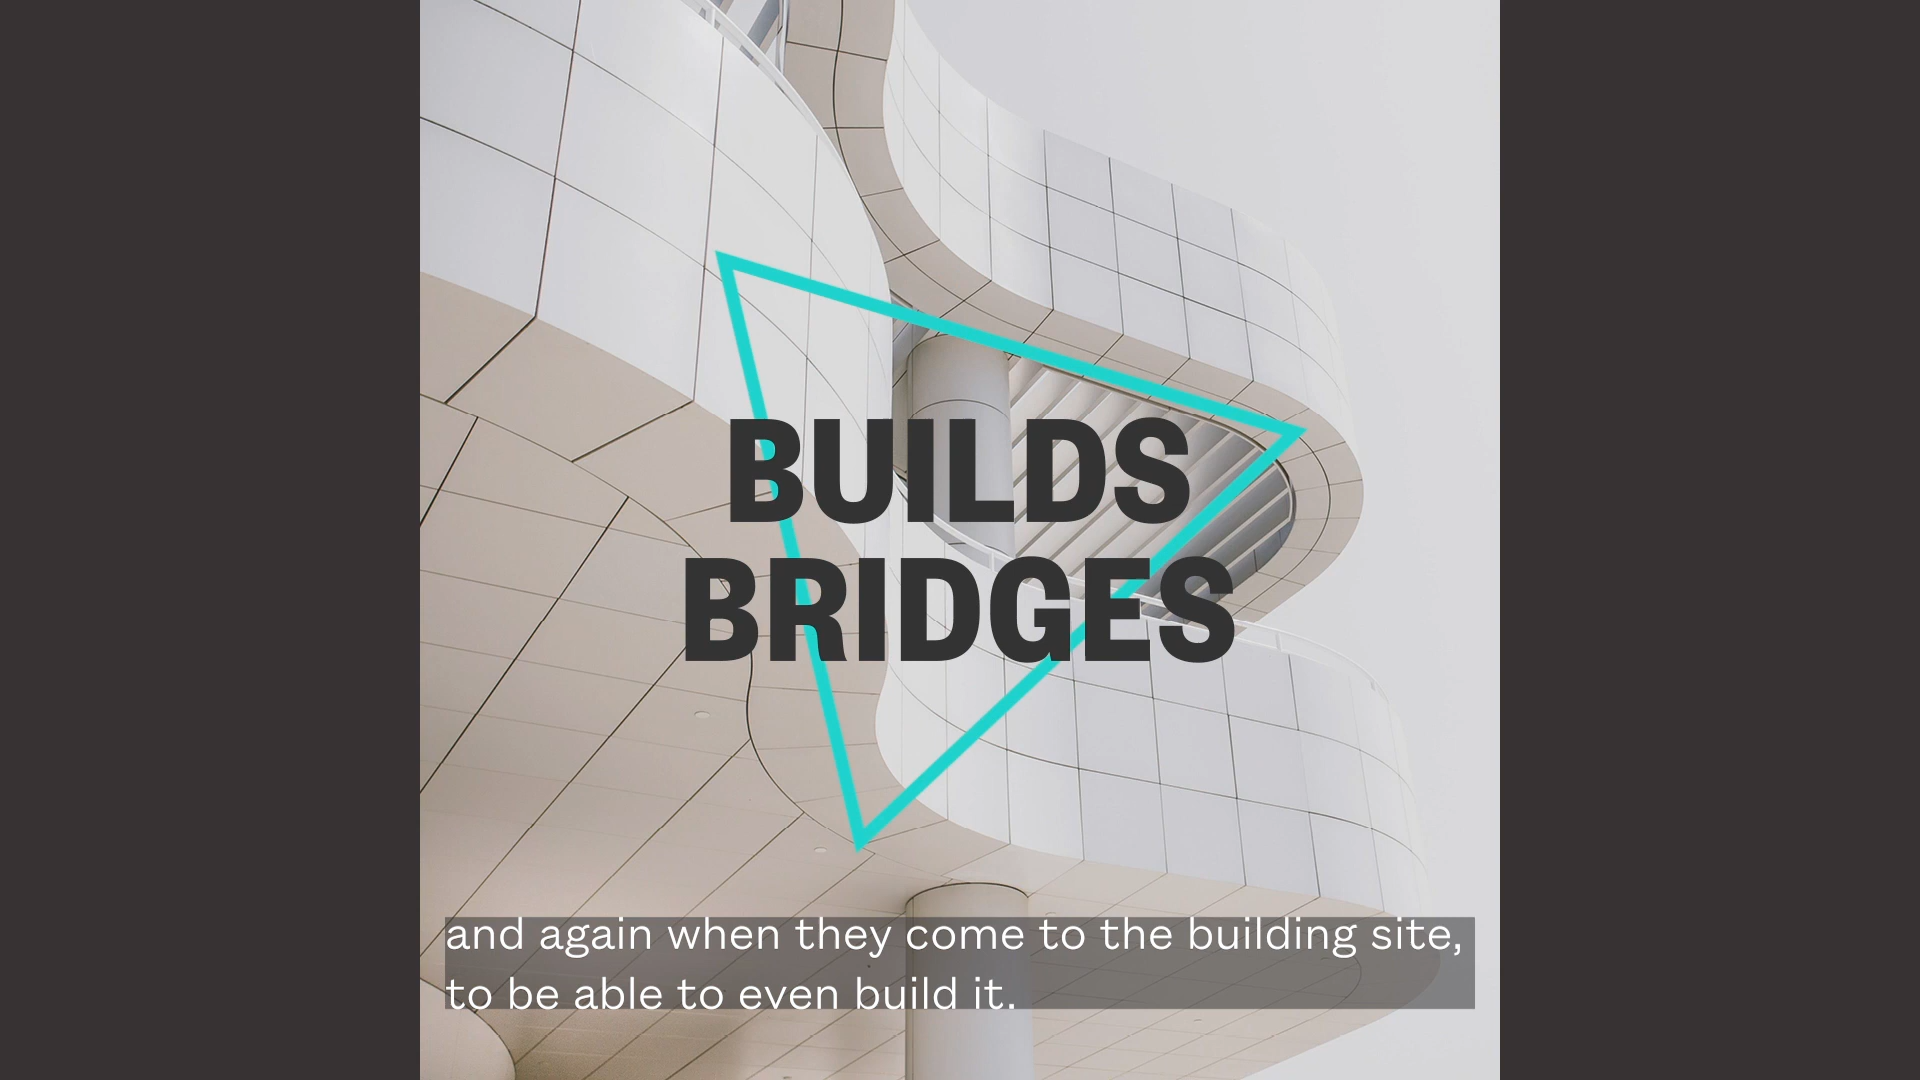 BUILDS
BRIDGES
and again when they come to the building site,
to be able to even build it.